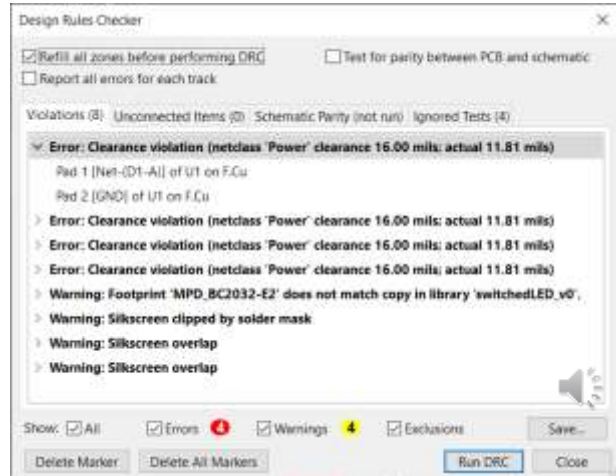 Design Rules Checker
Refill all zones before performing DRC
Test for parity between PCB and schematic
Report all errors for each track
Violations (8) Unconnected Items (0) Schematic Parity (not run) Ignored Tests (4)
Error: Clearance violation (netclass 'Power' clearance 16.00 mils; actual 11.81 mils)
Pad 1 [Net-(D1-A)] of U1 on F.Cu
Pad 2 [GND] of U1 on F.Cu
Error: Clearance violation (netclass 'Power' clearance 16.00 mils; actual 11.81 mils)
Error: Clearance violation (netclass 'Power' clearance 16.00 mils; actual 11.81 mils)
Error: Clearance violation (netclass 'Power' clearance 16.00 mils; actual 11.81 mils)
Warning: Footprint 'MPD_BC2032-E2' does not match copy in library 'switchedLED_v0'.
Warning: Silkscreen clipped by solder mask
Warning: Silkscreen overlap
Warning: Silkscreen overlap
Warning: Silkscreen overlap
Show: All Errors 4 Warnings 4 Exclusions Save...
Delete Marker Delete All Markers Run DRC Close